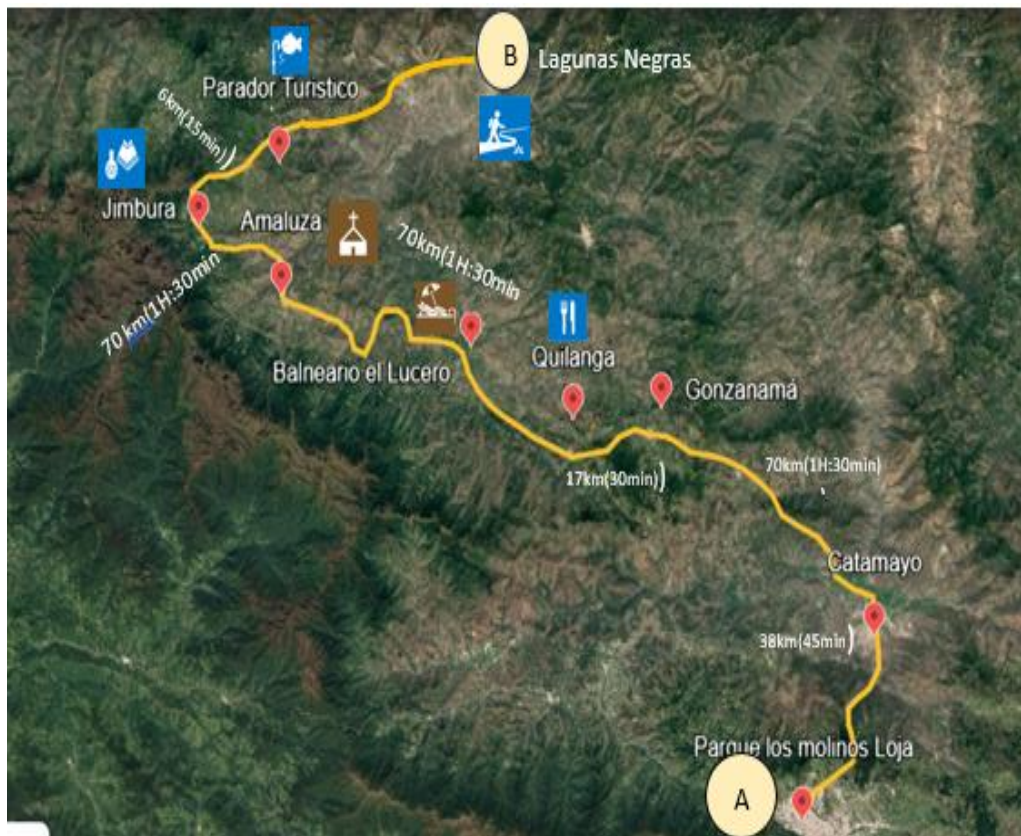 B
Lagunas Negras
Parador Turistico
6km(15min))
Jimbura
Amaluza
70km(1H:30min
70 km(1H:30min
Balneario el Lucero
Quilanga
Gonzanamá
17km(30min)
70km(1H:30min)
Catamayo
38km(45min)
Parque los molinos Loja
A